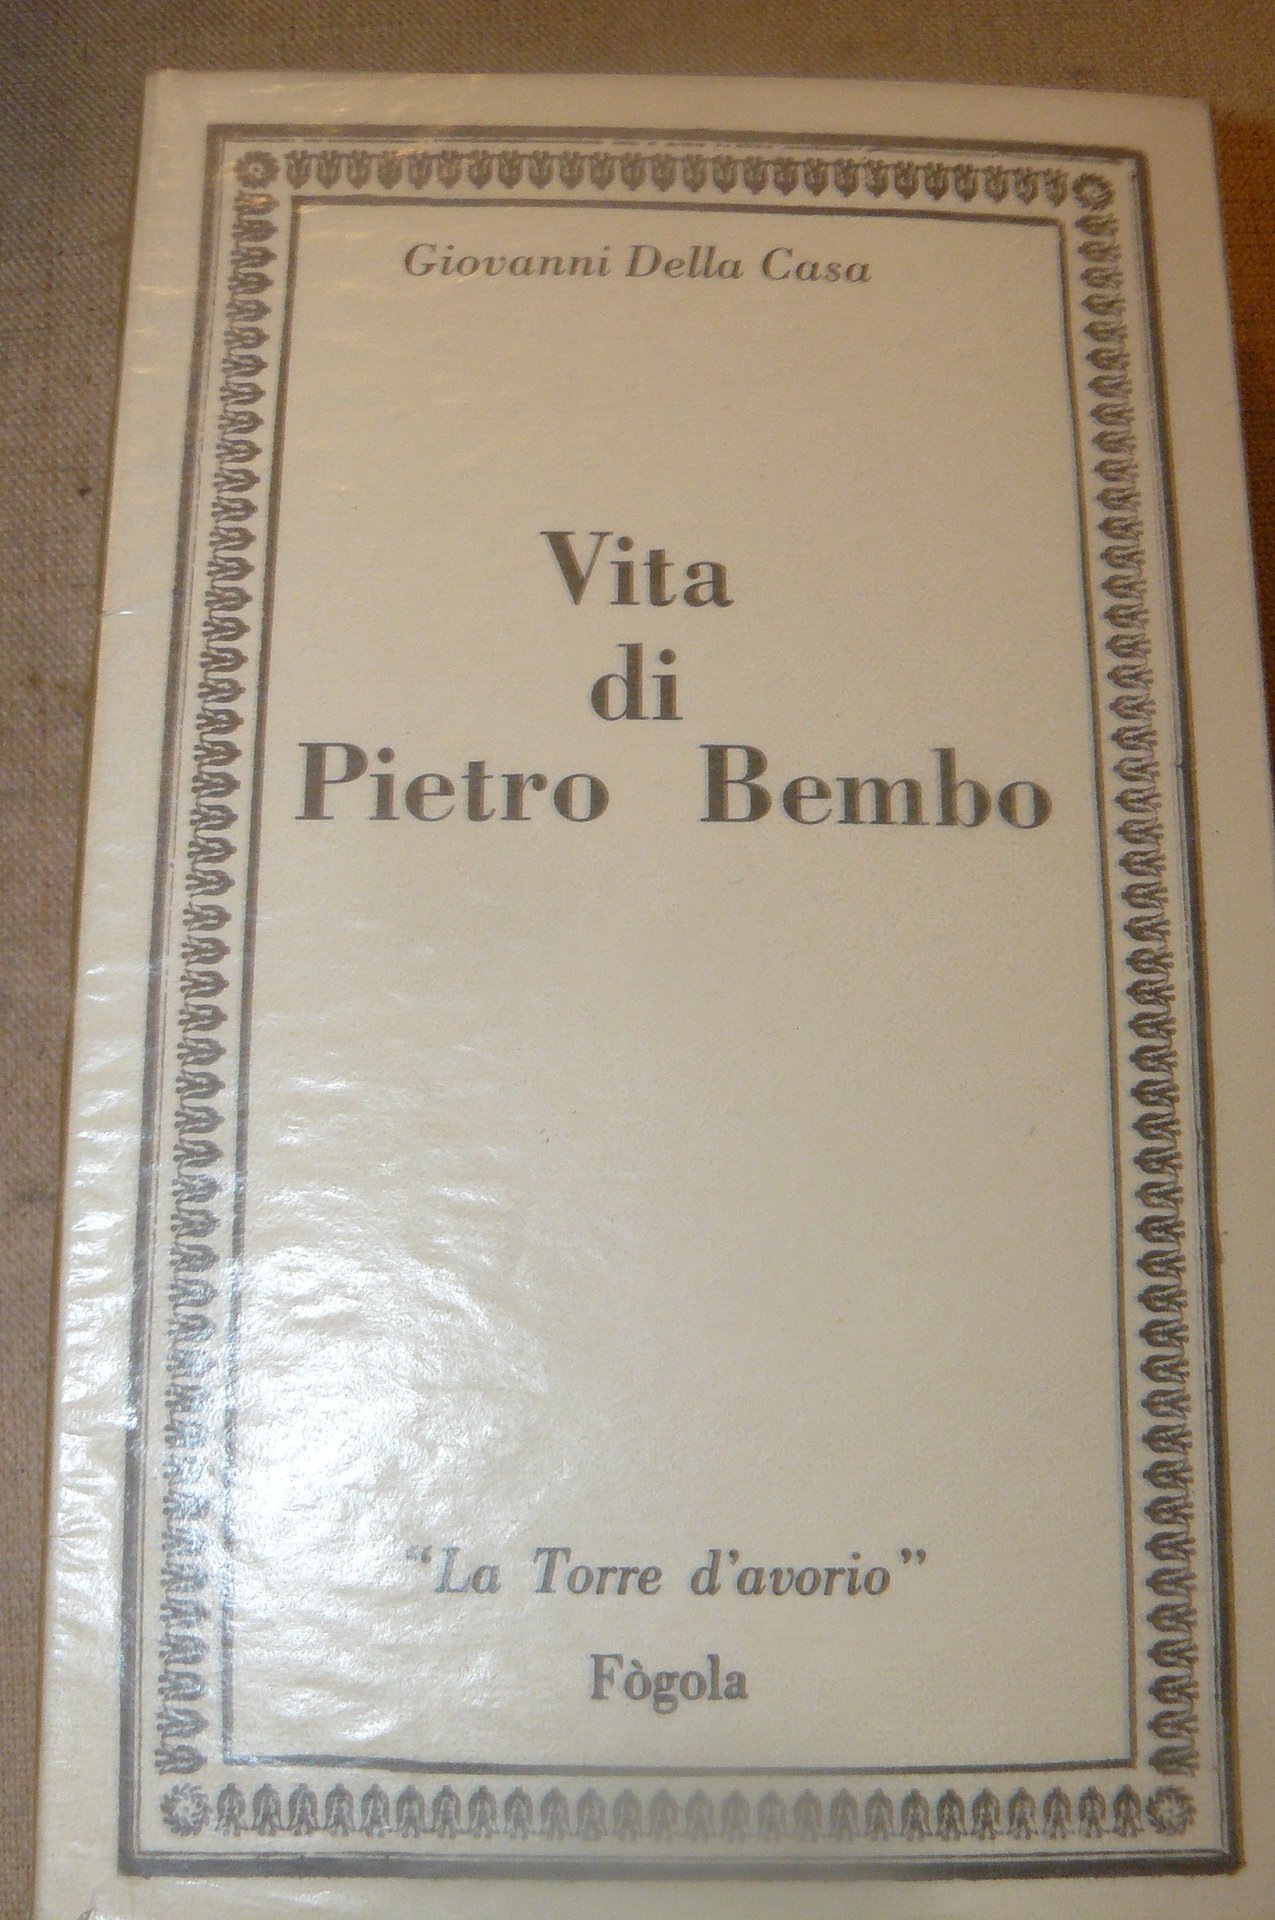 Giovanni Della Casa
Vita
di
Pietro Bembo
“La Torre d’avorio”
Fògola